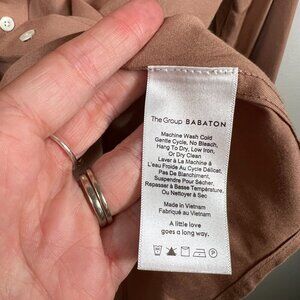 The Group BABATON
Machine Wash Cold
Gentle Cycle, No Bleach,
Hang To Dry, Low Iron,
Or Dry Clean
Laver À La Machine À
L'eau Froide Au Cycle Délicat,
Pas De Blanchiment,
Suspendre Pour Sécher,
Repasser à Basse Température,
Ou Nettoyer à Sec
Made in Vietnam
Fabriqué au Vietnam
A little love
goes a long way.